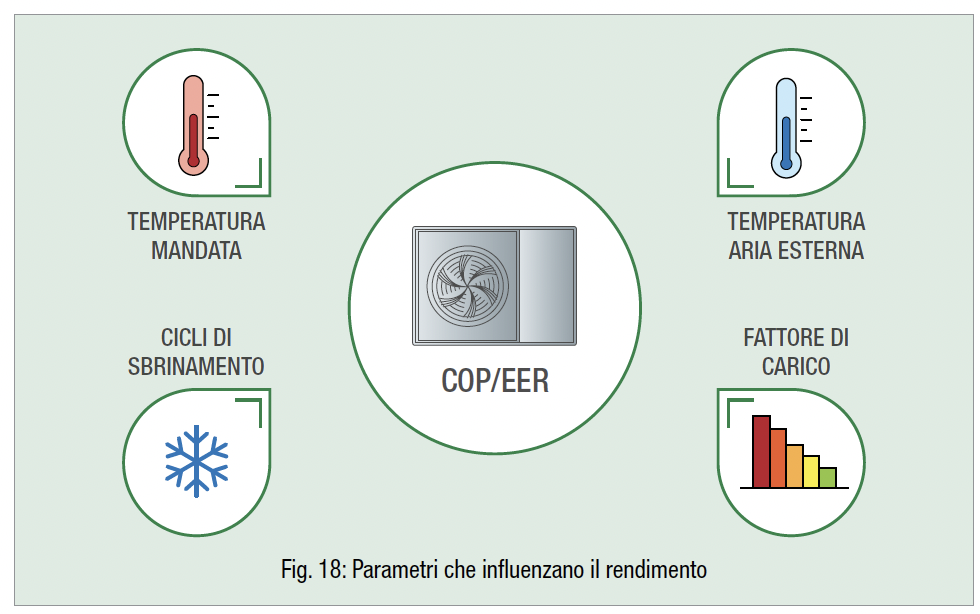 TEMPERATURA
MANDATA
TEMPERATURA
ARIA ESTERNA
COP/EER
CICLI DI
SBRINAMENTO
FATTORE DI
CARICO
Fig. 18: Parametri che influenzano il rendimento